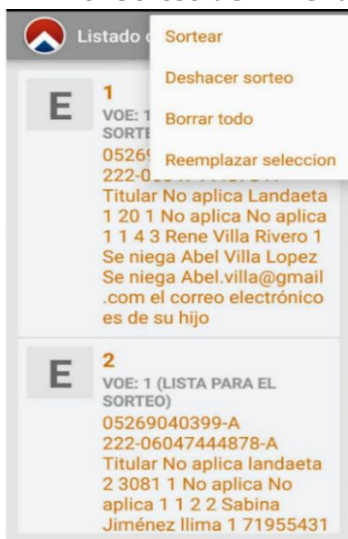 Listado
Sortear
Deshacer sorteo
Borrar todo
Reemplazar seleccion
E
1
VOE: 1
SORTE
05269
Titular No aplica Landaeta
1 20 1 No aplica No aplica
1 1 4 3 Rene Villa Rivero 1
Se niega Abel Villa Lopez
Se niega Abel.villa@gmail
.com el correo electrónico
es de su hijo
E
2
VOE: 1 (LISTA PARA EL
SORTEO)
05269040399-A
222-06047444878-A
Titular No aplica landaeta
2 3081 1 No aplica No
aplica 1 1 2 2 Sabina
Jiménez llima 1 71955431